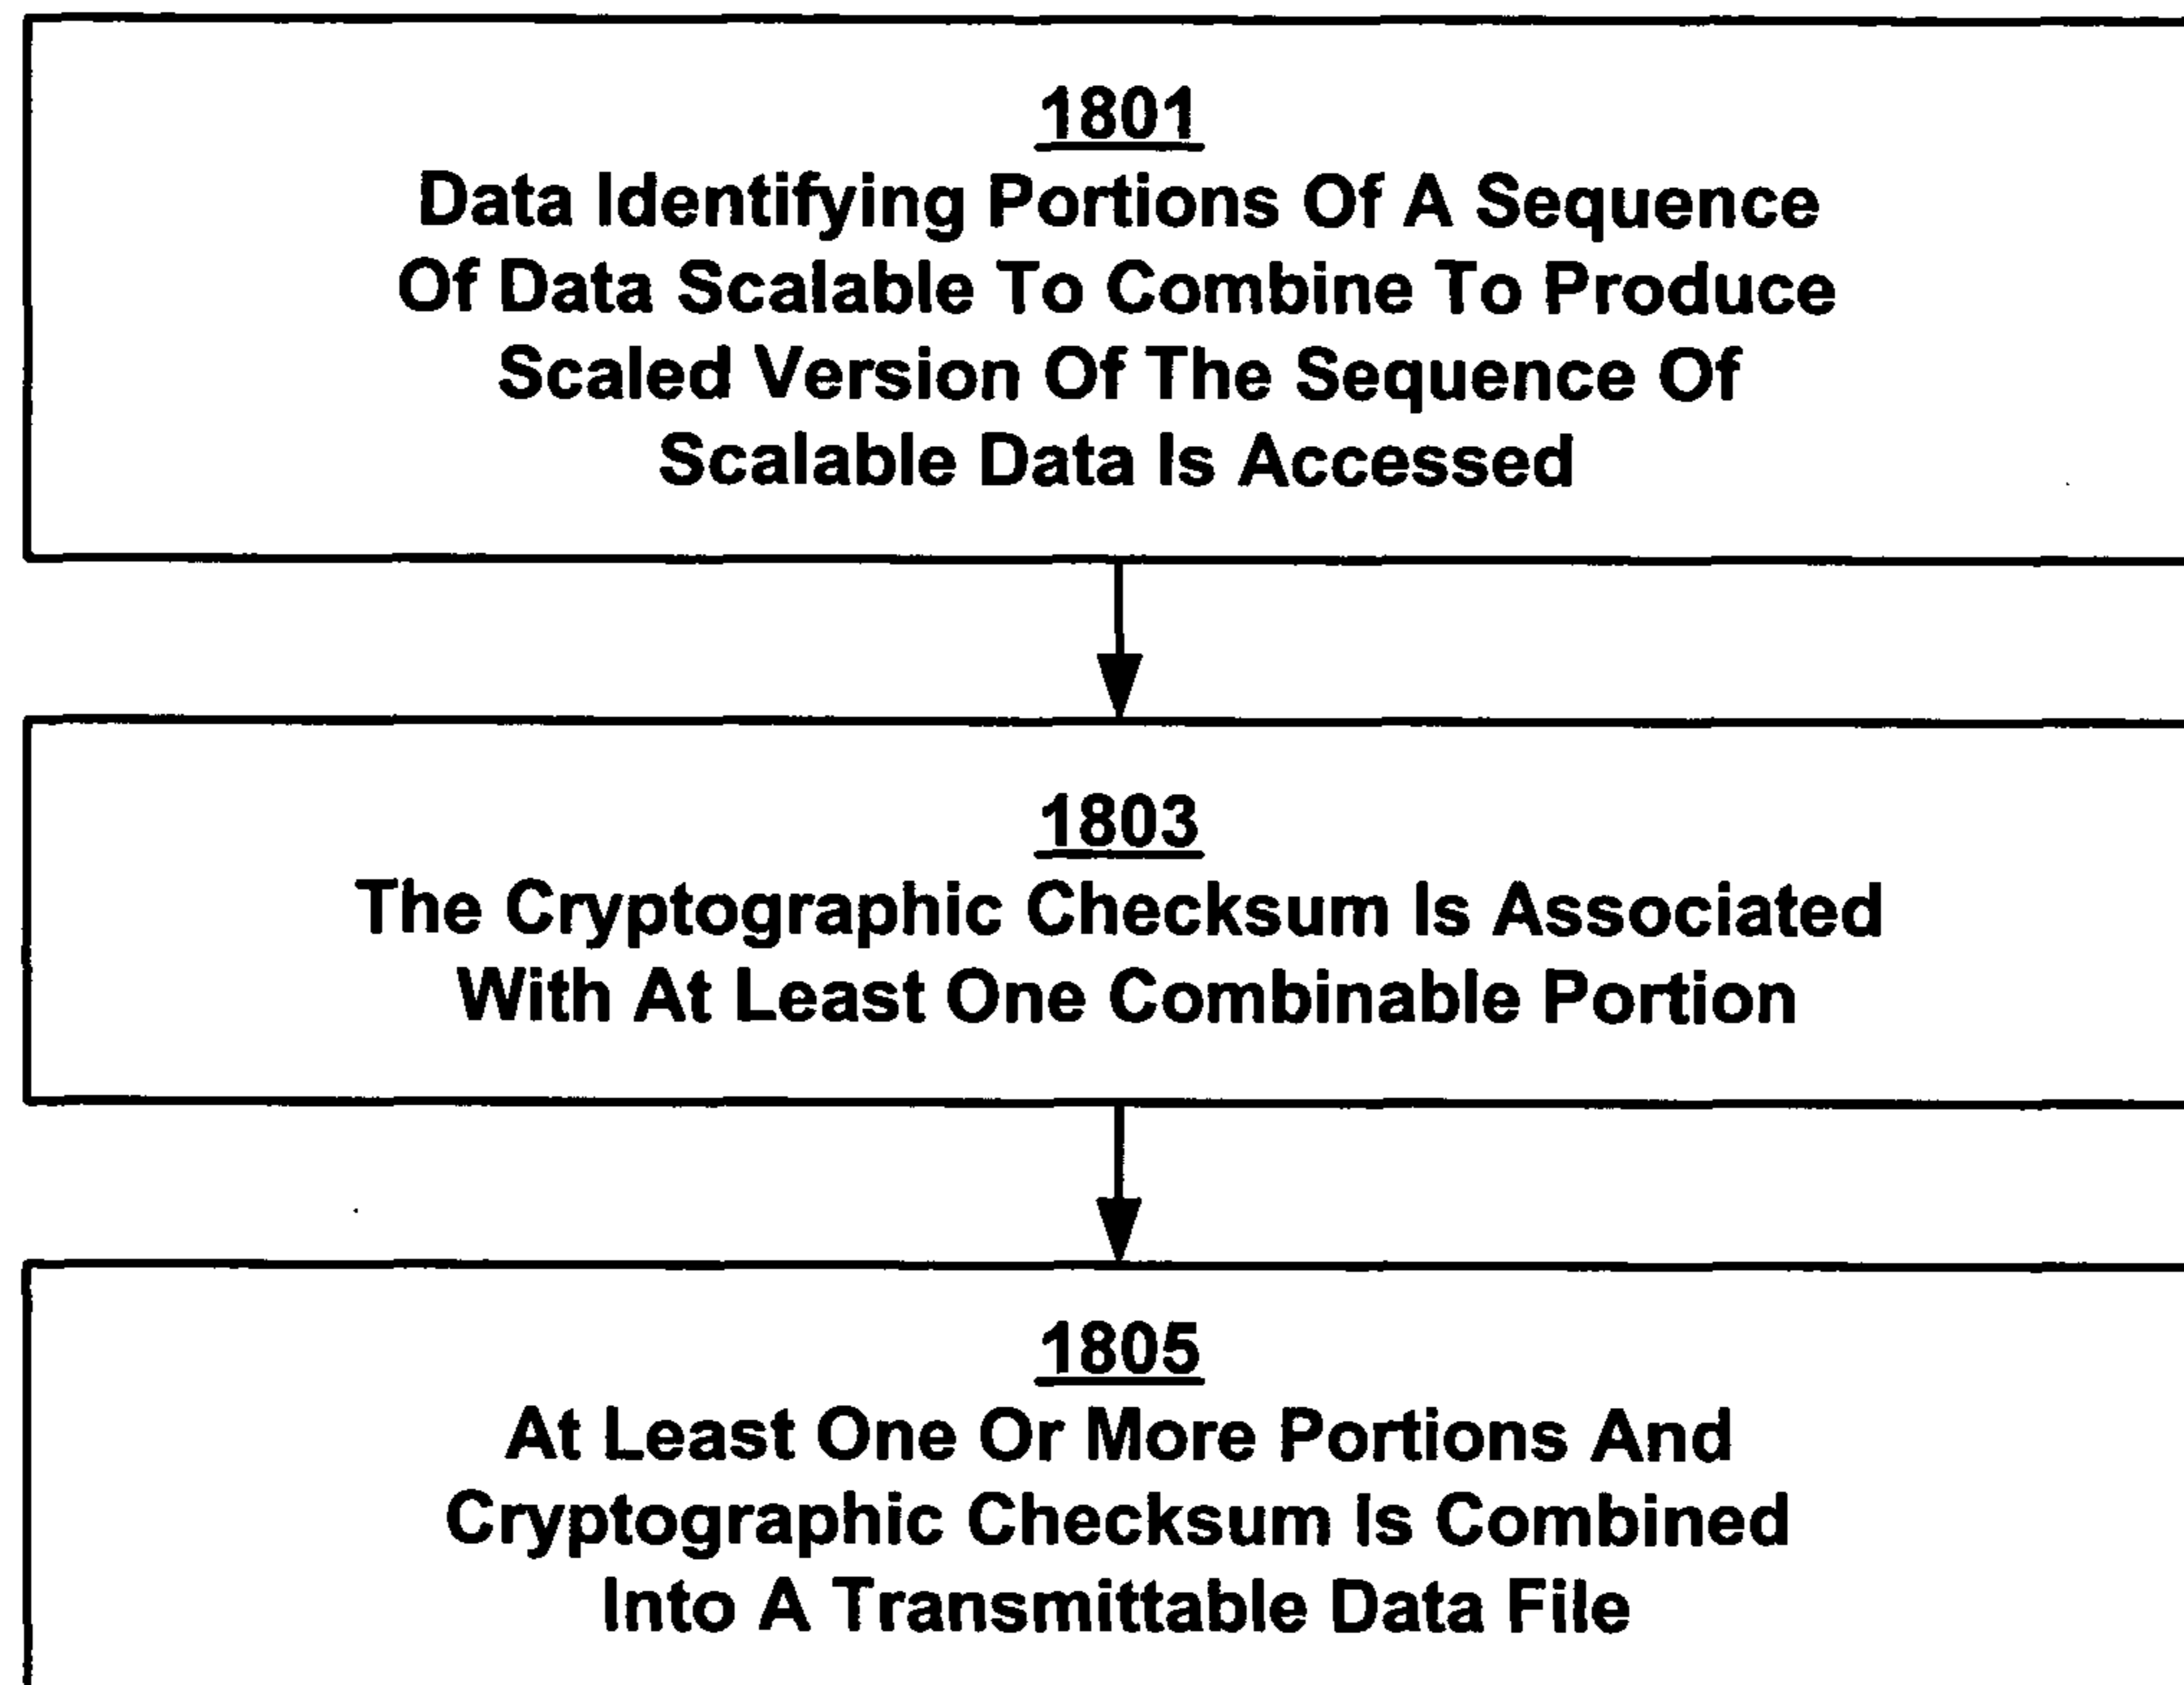 1801
Data Identifying Portions Of A Sequence
Of Data Scalable To Combine To Produce
Scaled Version Of The Sequence Of
Scalable Data Is Accessed
1803
The Cryptographic Checksum Is Associated
With At Least One Combinable Portion
1805
At Least One Or More Portions And
Cryptographic Checksum Is Combined
Into A Transmittable Data File